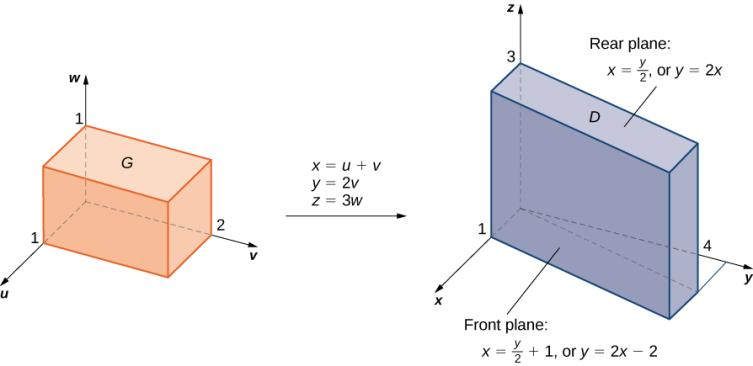 w
1
G
1
2
v
u
x = u + v
y = 2v
z = 3w
z
3
Rear plane:
x = y/2, or y = 2x
D
1
4
x
y
Front plane:
x = y/2 + 1, or y = 2x − 2